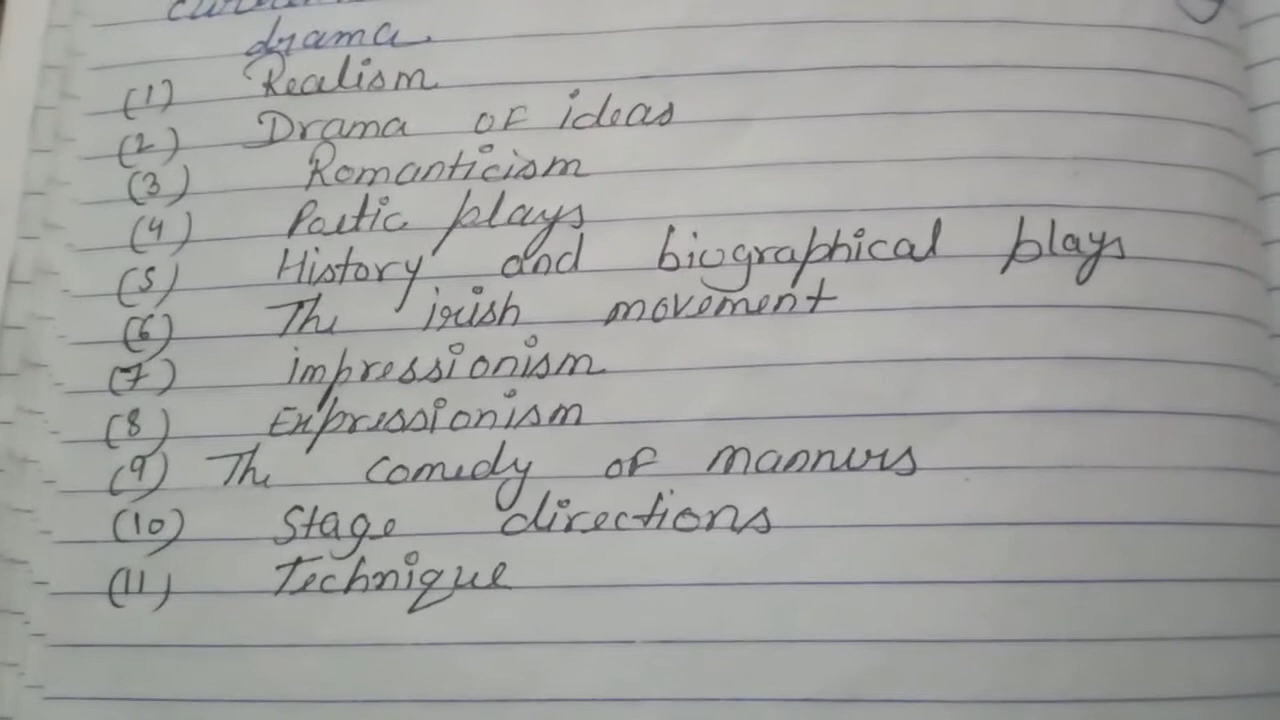 drama.
(1) Realism
(2) Drama of ideas
(3) Romanticism
(4) Poetic plays
(5) History and biographical plays
(6) The irish movement
(7) impressionism
(8) Expressionism
(9) The comedy of manners
(10) Stage directions
(11) Technique